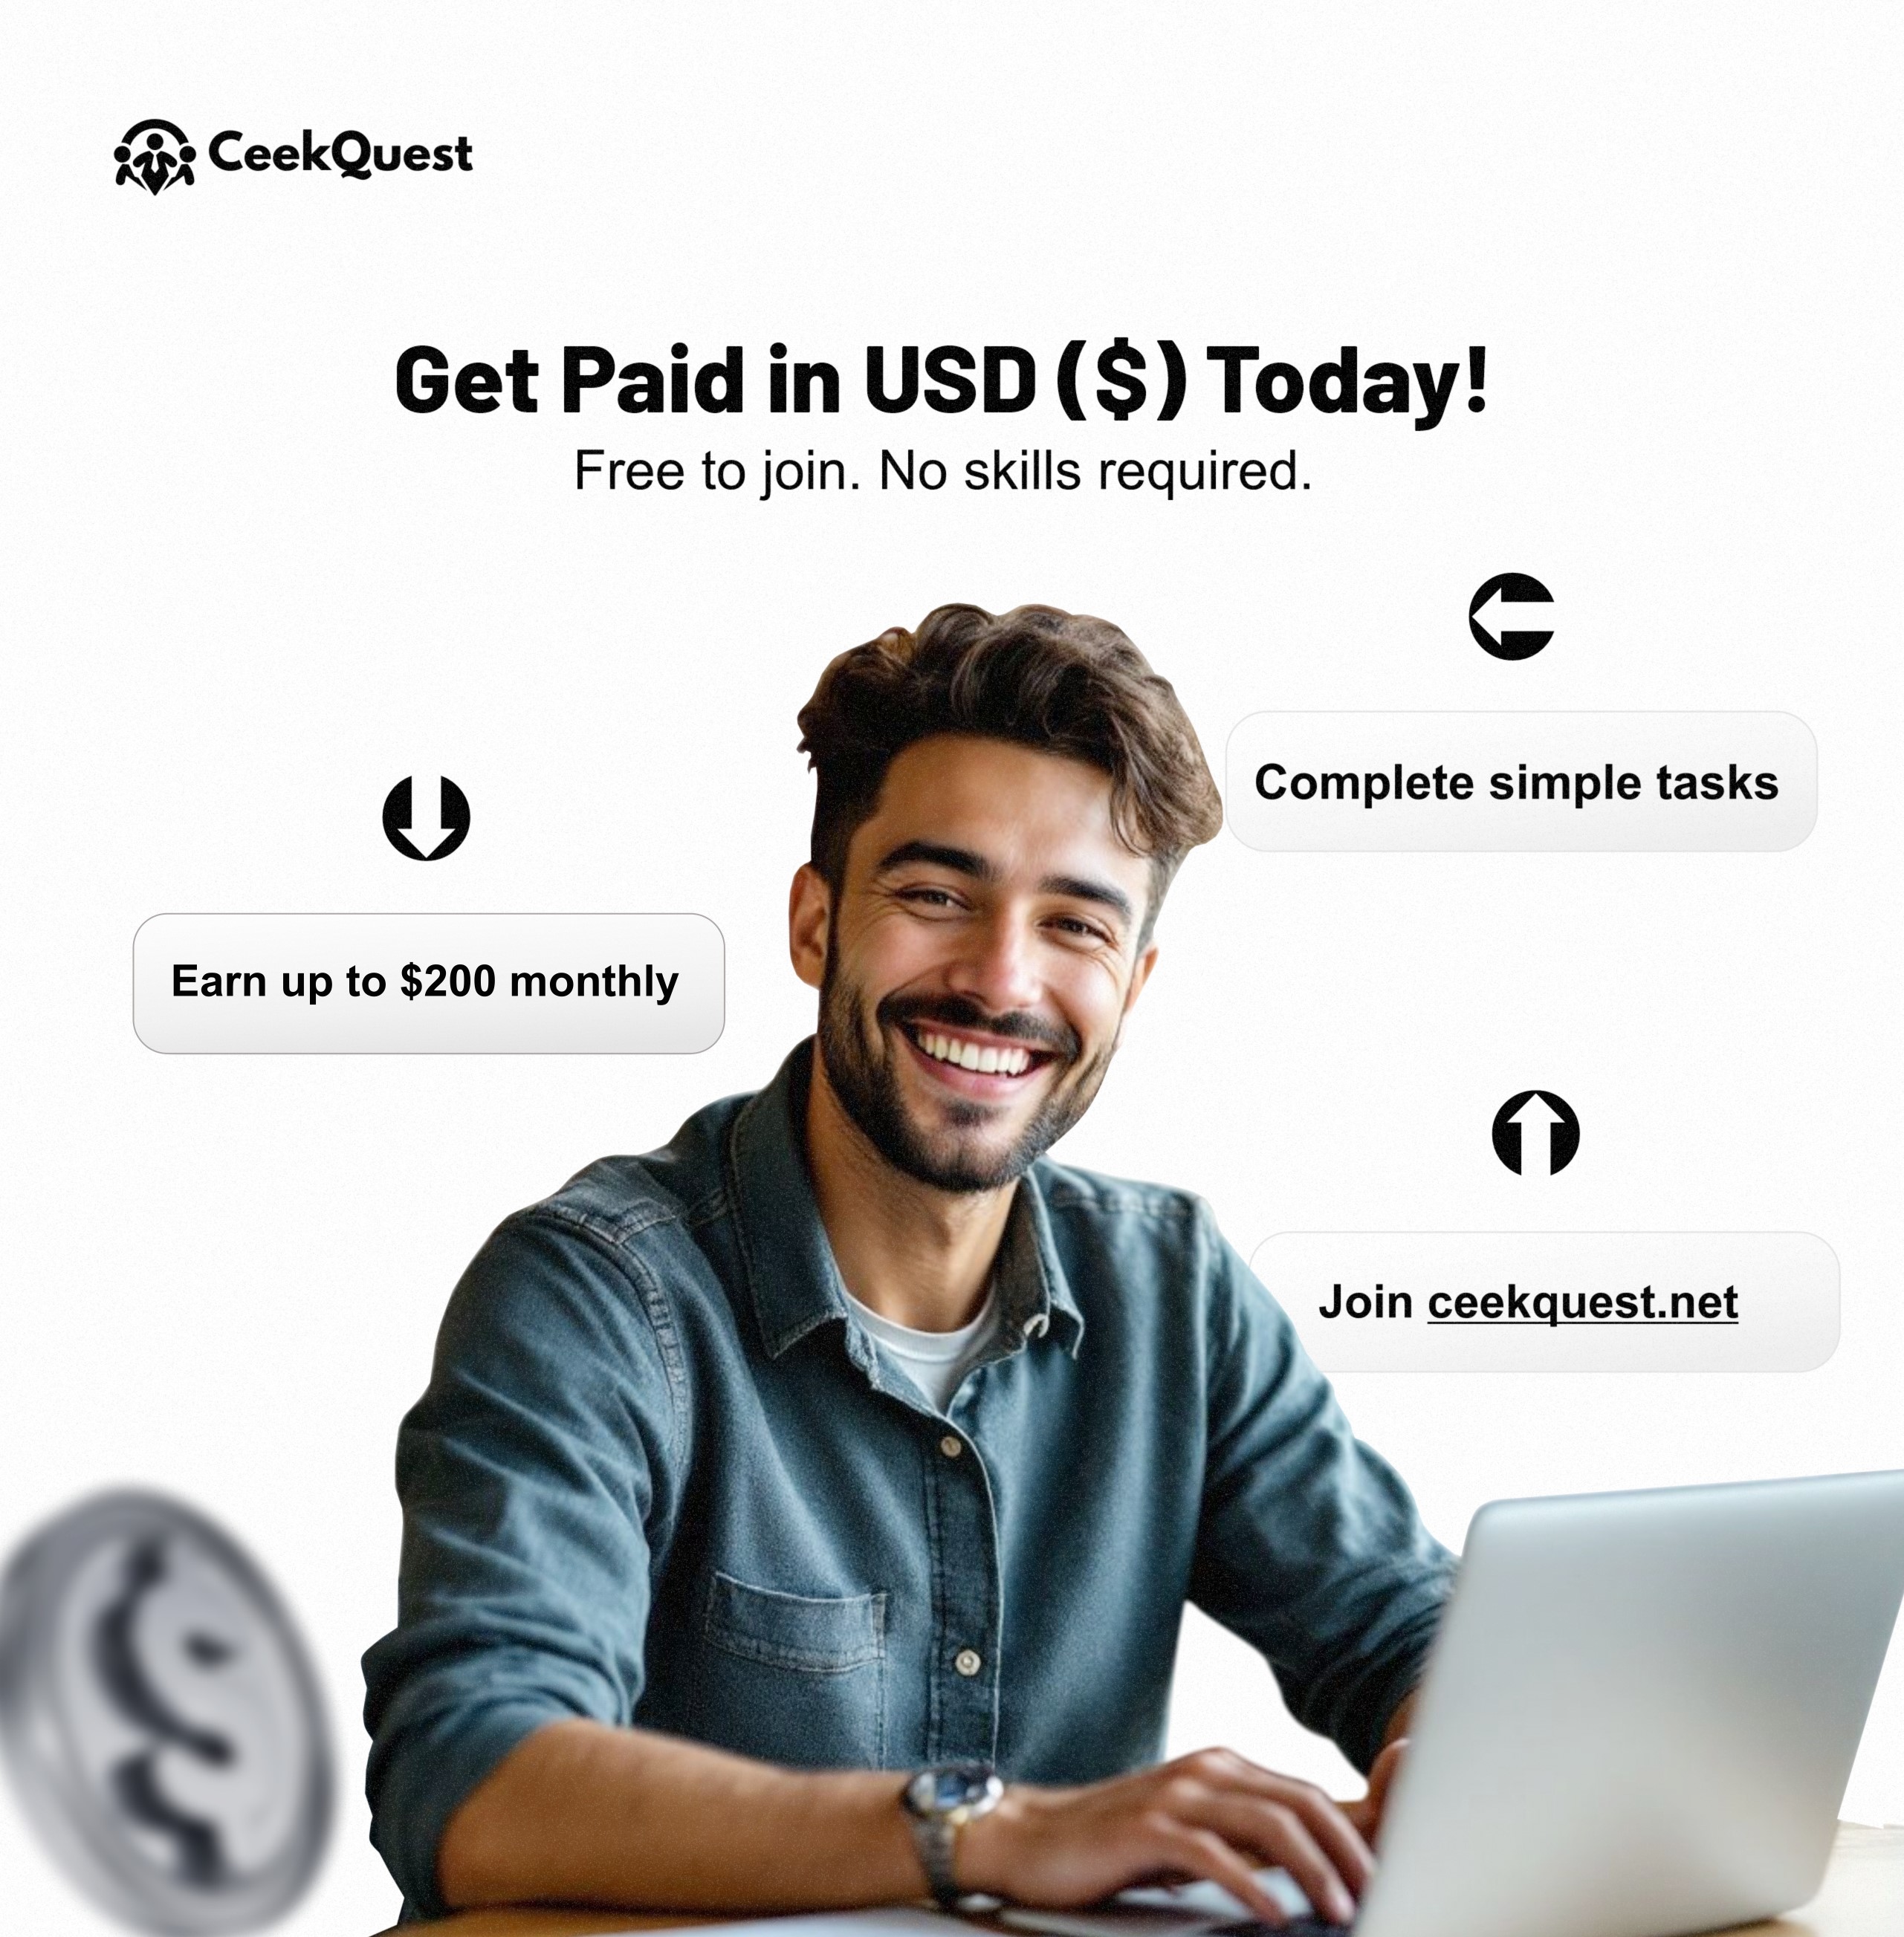 CeekQuest
Get Paid in USD ($) Today!
Free to join. No skills required.
Complete simple tasks
Earn up to $200 monthly
Join ceekquest.net